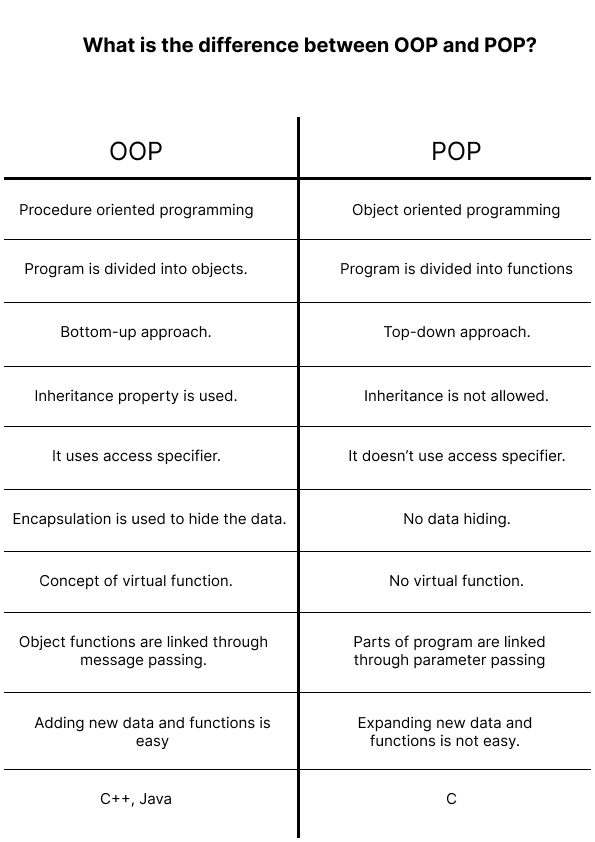 What is the difference between OOP and POP?
OOP
POP
Procedure oriented programming
Object oriented programming
Program is divided into objects.
Program is divided into functions
Bottom-up approach.
Top-down approach.
Inheritance property is used.
Inheritance is not allowed.
It uses access specifier.
It doesn’t use access specifier.
Encapsulation is used to hide the data.
No data hiding.
Concept of virtual function.
No virtual function.
Object functions are linked through
message passing.
Parts of program are linked
through parameter passing
Adding new data and functions is
easy
Expanding new data and
functions is not easy.
C++, Java
C